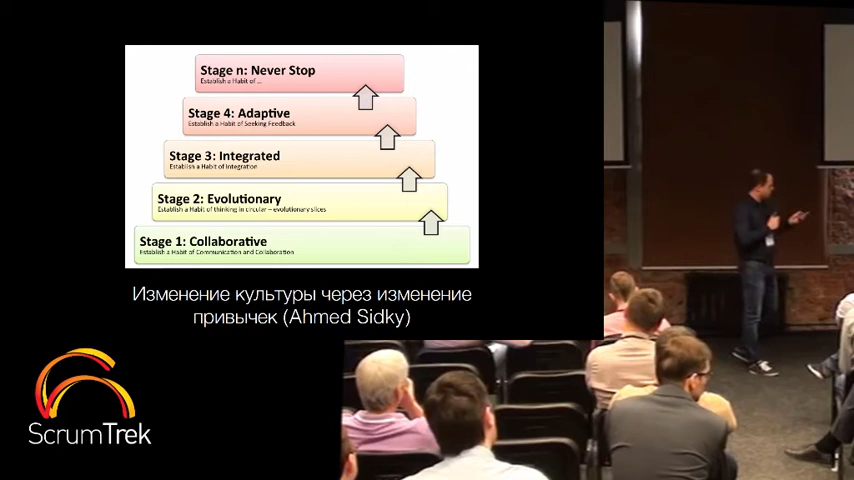 Stage n: Never Stop
Establish a Habit of ...
Stage 4: Adaptive
Establish a Habit of Seeking Feedback
Stage 3: Integrated
Establish a Habit of Integration
Stage 2: Evolutionary
Establish a Habit of thinking in circular – evolutionary slices
Stage 1: Collaborative
Establish a Habit of Communication and Collaboration
Изменение культуры через изменение
привычек (Ahmed Sidky)
ScrumTrek